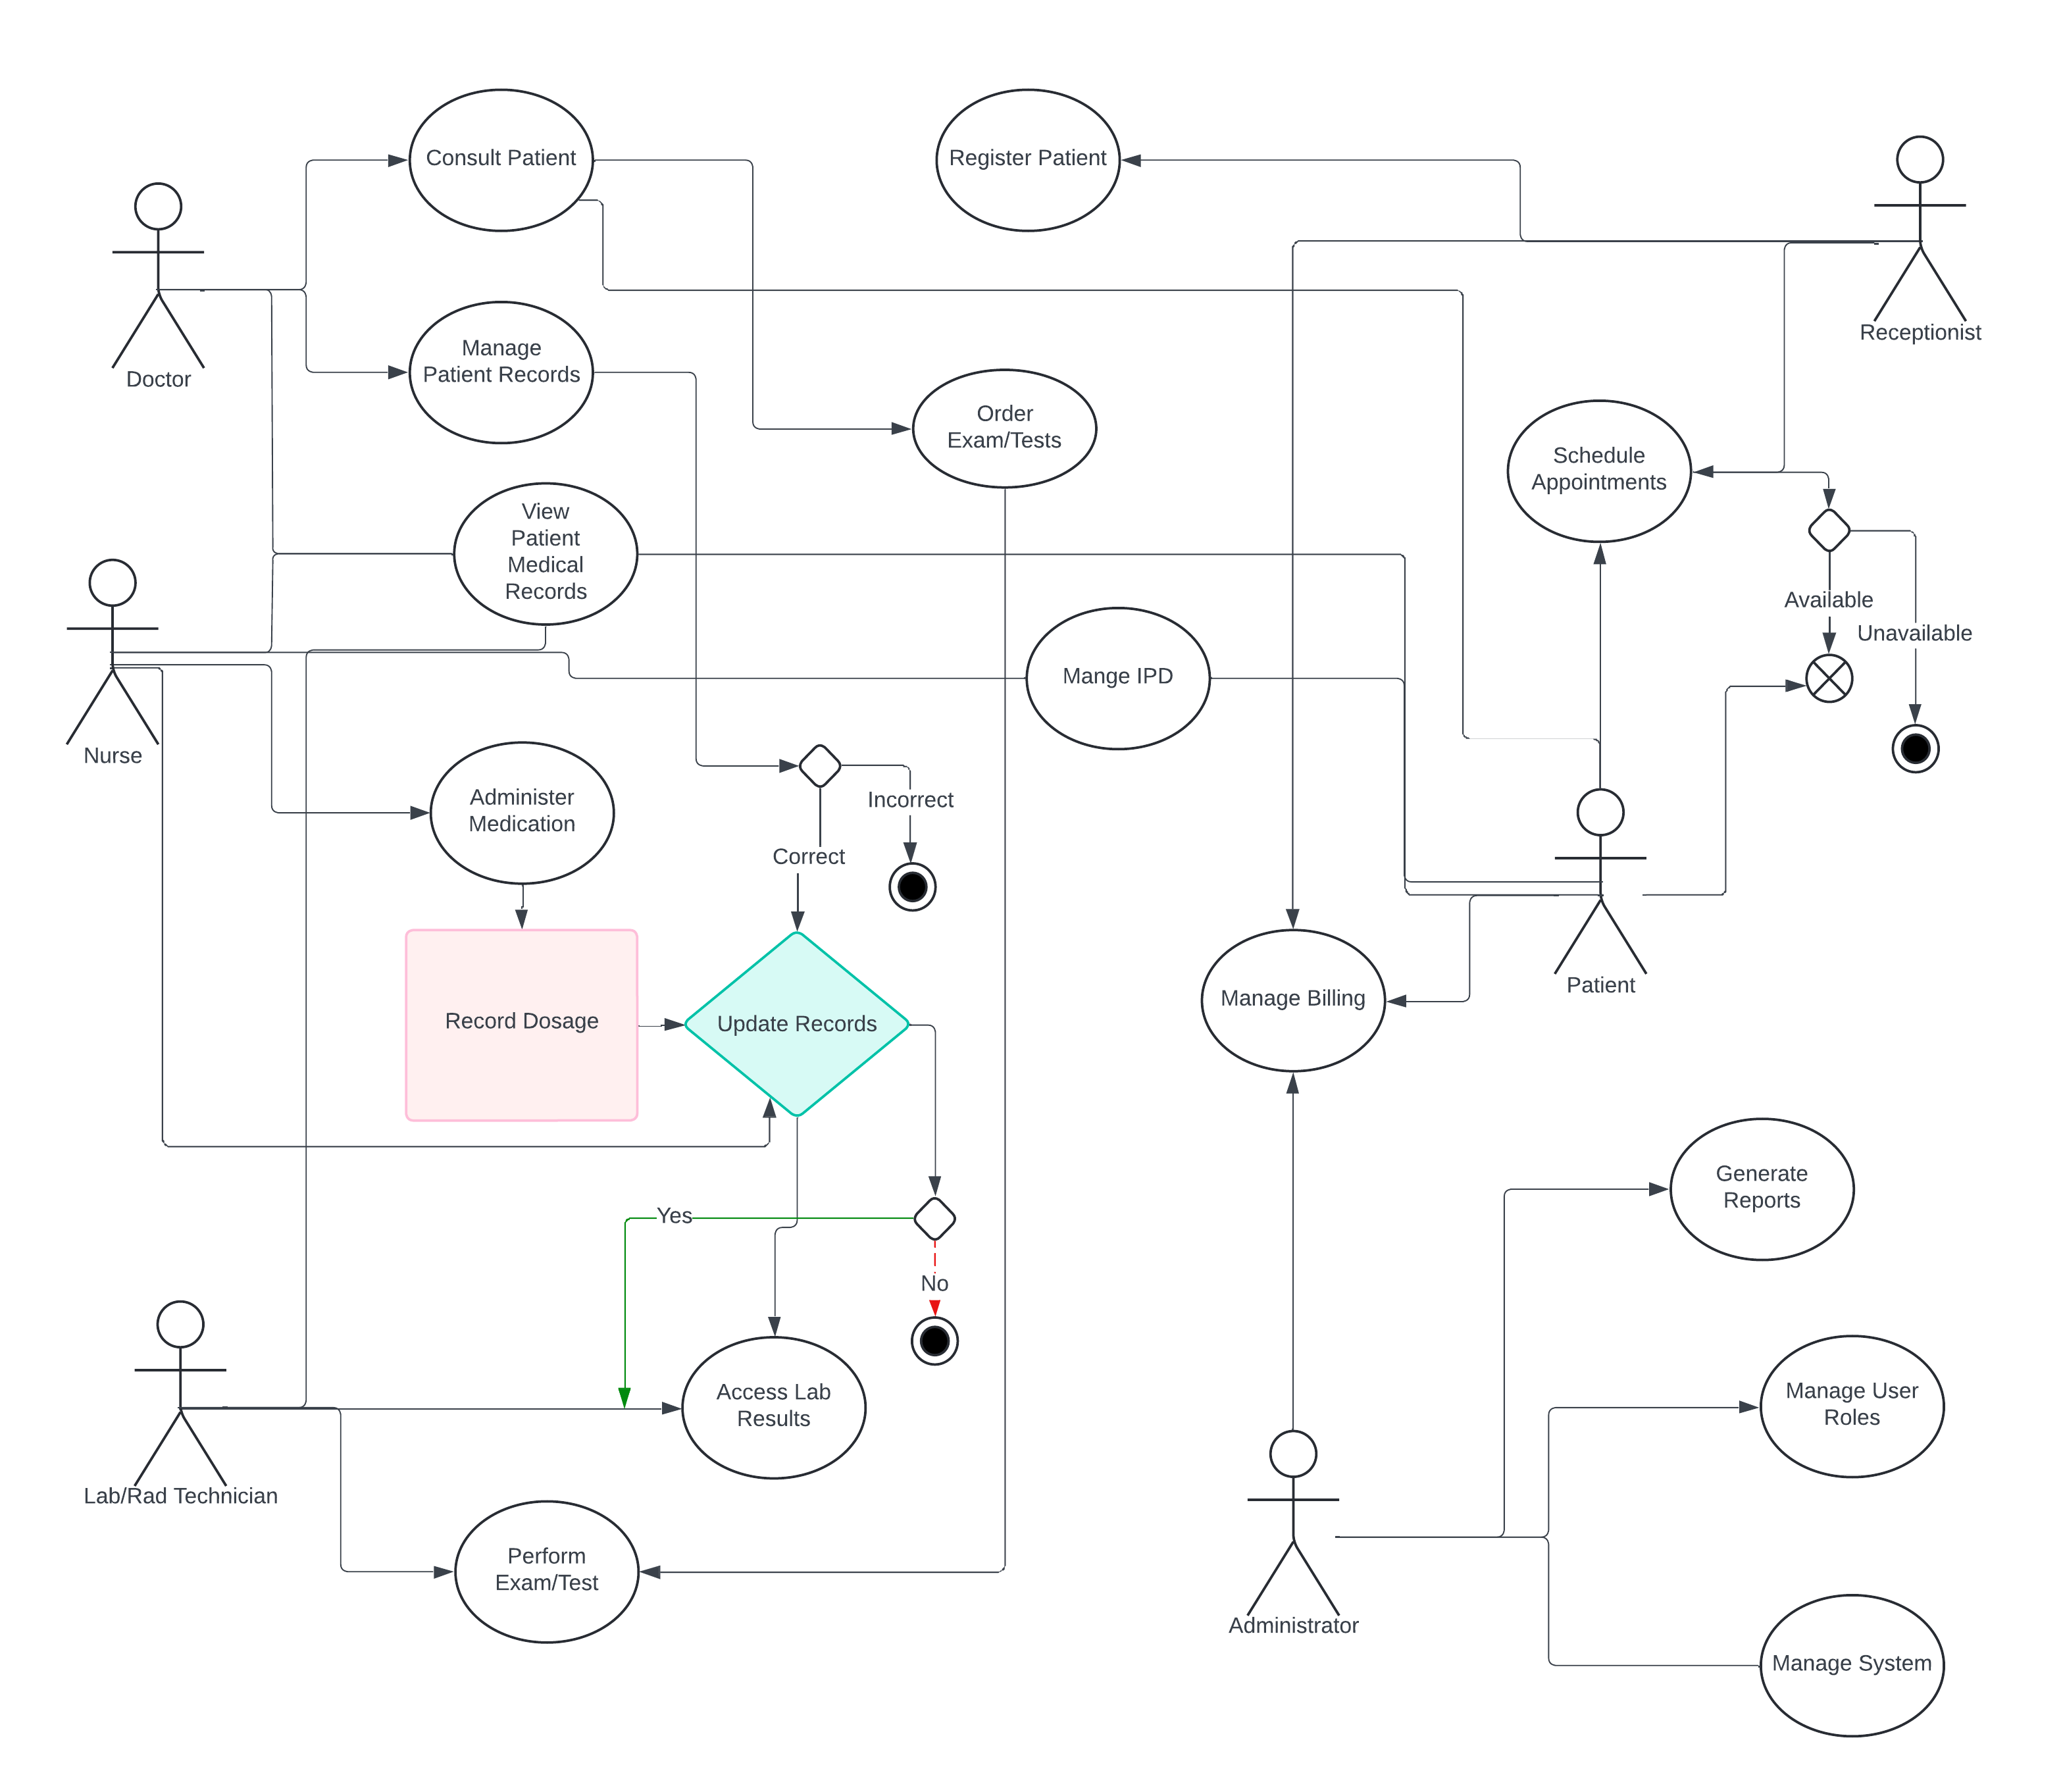 Consult Patient
Register Patient
Receptionist
Doctor
Manage
Patient Records
Order
Exam/Tests
Schedule
Appointments
View
Patient
Medical
Records
Available
Unavailable
Mange IPD
Nurse
Administer
Medication
Incorrect
Correct
Patient
Manage Billing
Record Dosage
Update Records
Generate
Reports
Yes
No
Access Lab
Results
Manage User
Roles
Lab/Rad Technician
Perform
Exam/Test
Administrator
Manage System